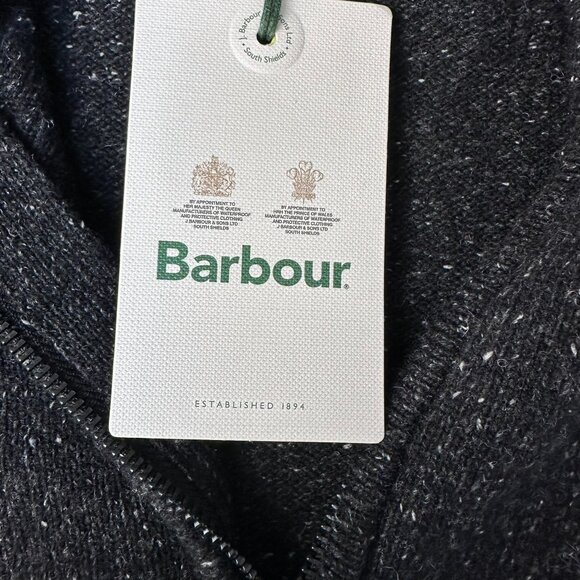 J. Barbour & Sons Ltd
South Shields
BY APPOINTMENT TO
HER MAJESTY THE QUEEN
MANUFACTURERS OF WATERPROOF
AND PROTECTIVE CLOTHING
J BARBOUR & SONS LTD
SOUTH SHIELDS
BY APPOINTMENT TO
HRH THE PRINCE OF WALES
MANUFACTURERS OF WATERPROOF
AND PROTECTIVE CLOTHING
J BARBOUR & SONS LTD
SOUTH SHIELDS
Barbour®
ESTABLISHED 1894